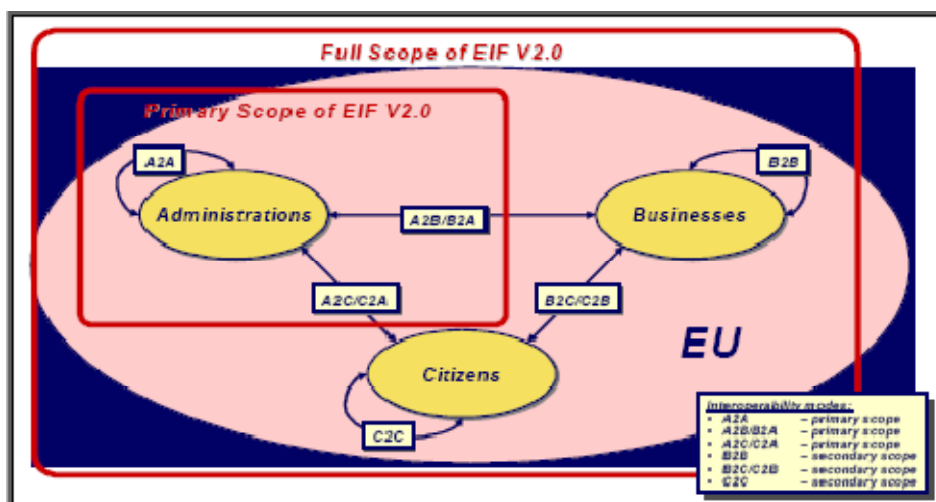 Full Scope of EIF V2.0
Primary Scope of EIF V2.0
A2A
B2B
Administrations
A2B/B2A
Businesses
A2C/C2A
B2C/C2B
EU
Citizens
C2C
Interoperability modes:
• A2A – primary scope
• A2B/B2A – primary scope
• A2C/C2A – primary scope
• B2B – secondary scope
• B2C/C2B – secondary scope
• C2C – secondary scope